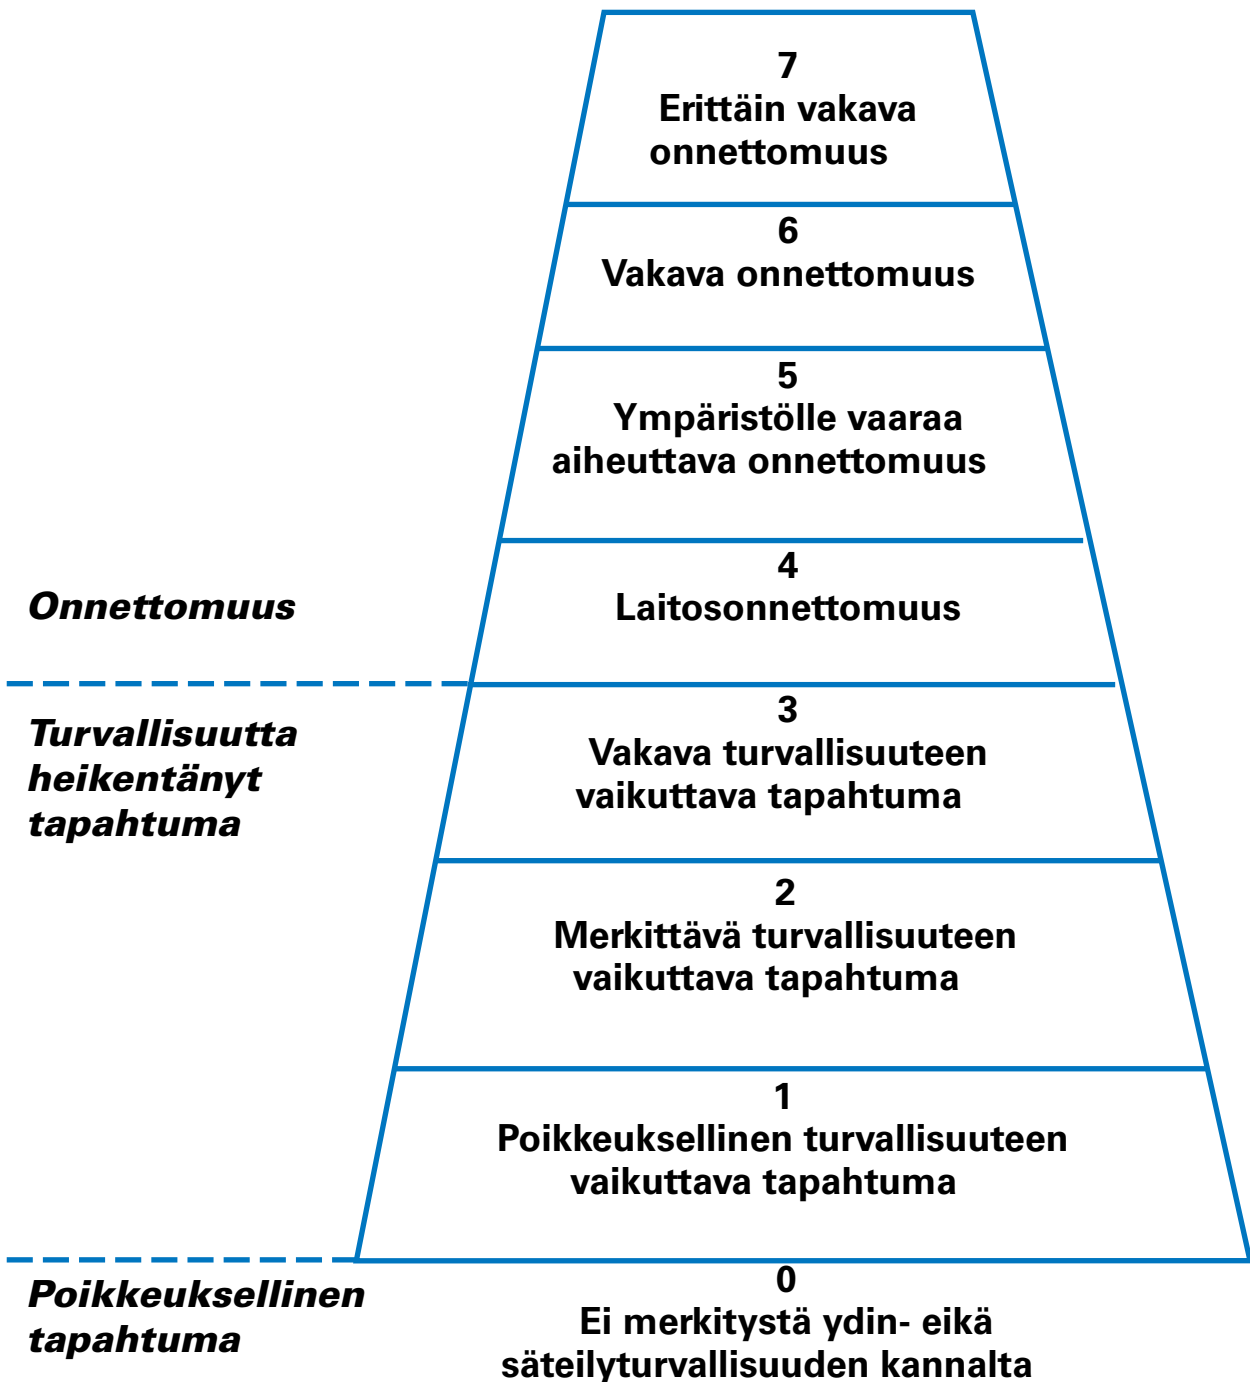 7
Erittäin vakava
onnettomuus
6
Vakava onnettomuus
5
Ympäristölle vaaraa
aiheuttava onnettomuus
4
Laitosonnettomuus
Onnettomuus
3
Vakava turvallisuuteen
vaikuttava tapahtuma
Turvallisuutta
heikentänyt
tapahtuma
2
Merkittävä turvallisuuteen
vaikuttava tapahtuma
1
Poikkeuksellinen turvallisuuteen
vaikuttava tapahtuma
0
Ei merkitystä ydin- eikä
säteilyturvallisuuden kannalta
Poikkeuksellinen
tapahtuma